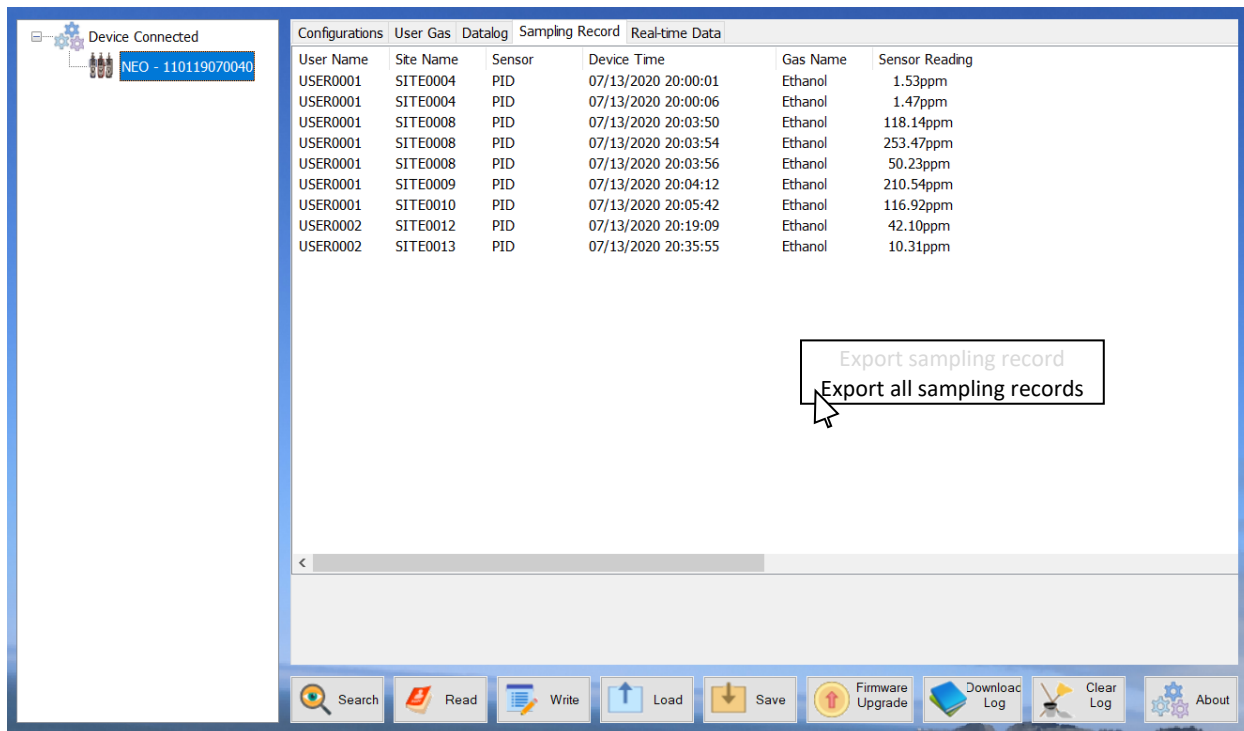 Device Connected
NEO - 110119070040
Configurations User Gas Datalog Sampling Record Real-time Data
User Name Site Name Sensor Device Time Gas Name Sensor Reading
USER0001 SITE0004 PID 07/13/2020 20:00:01 Ethanol 1.53ppm
USER0001 SITE0004 PID 07/13/2020 20:00:06 Ethanol 1.47ppm
USER0001 SITE0008 PID 07/13/2020 20:03:50 Ethanol 118.14ppm
USER0001 SITE0008 PID 07/13/2020 20:03:54 Ethanol 253.47ppm
USER0001 SITE0008 PID 07/13/2020 20:03:56 Ethanol 50.23ppm
USER0001 SITE0009 PID 07/13/2020 20:04:12 Ethanol 210.54ppm
USER0001 SITE0010 PID 07/13/2020 20:05:42 Ethanol 116.92ppm
USER0002 SITE0012 PID 07/13/2020 20:19:09 Ethanol 42.10ppm
USER0002 SITE0013 PID 07/13/2020 20:35:55 Ethanol 10.31ppm
Export sampling record
Export all sampling records
Search
Read
Write
Load
Save
Firmware
Upgrade
Downloac
Log
Clear
Log
About